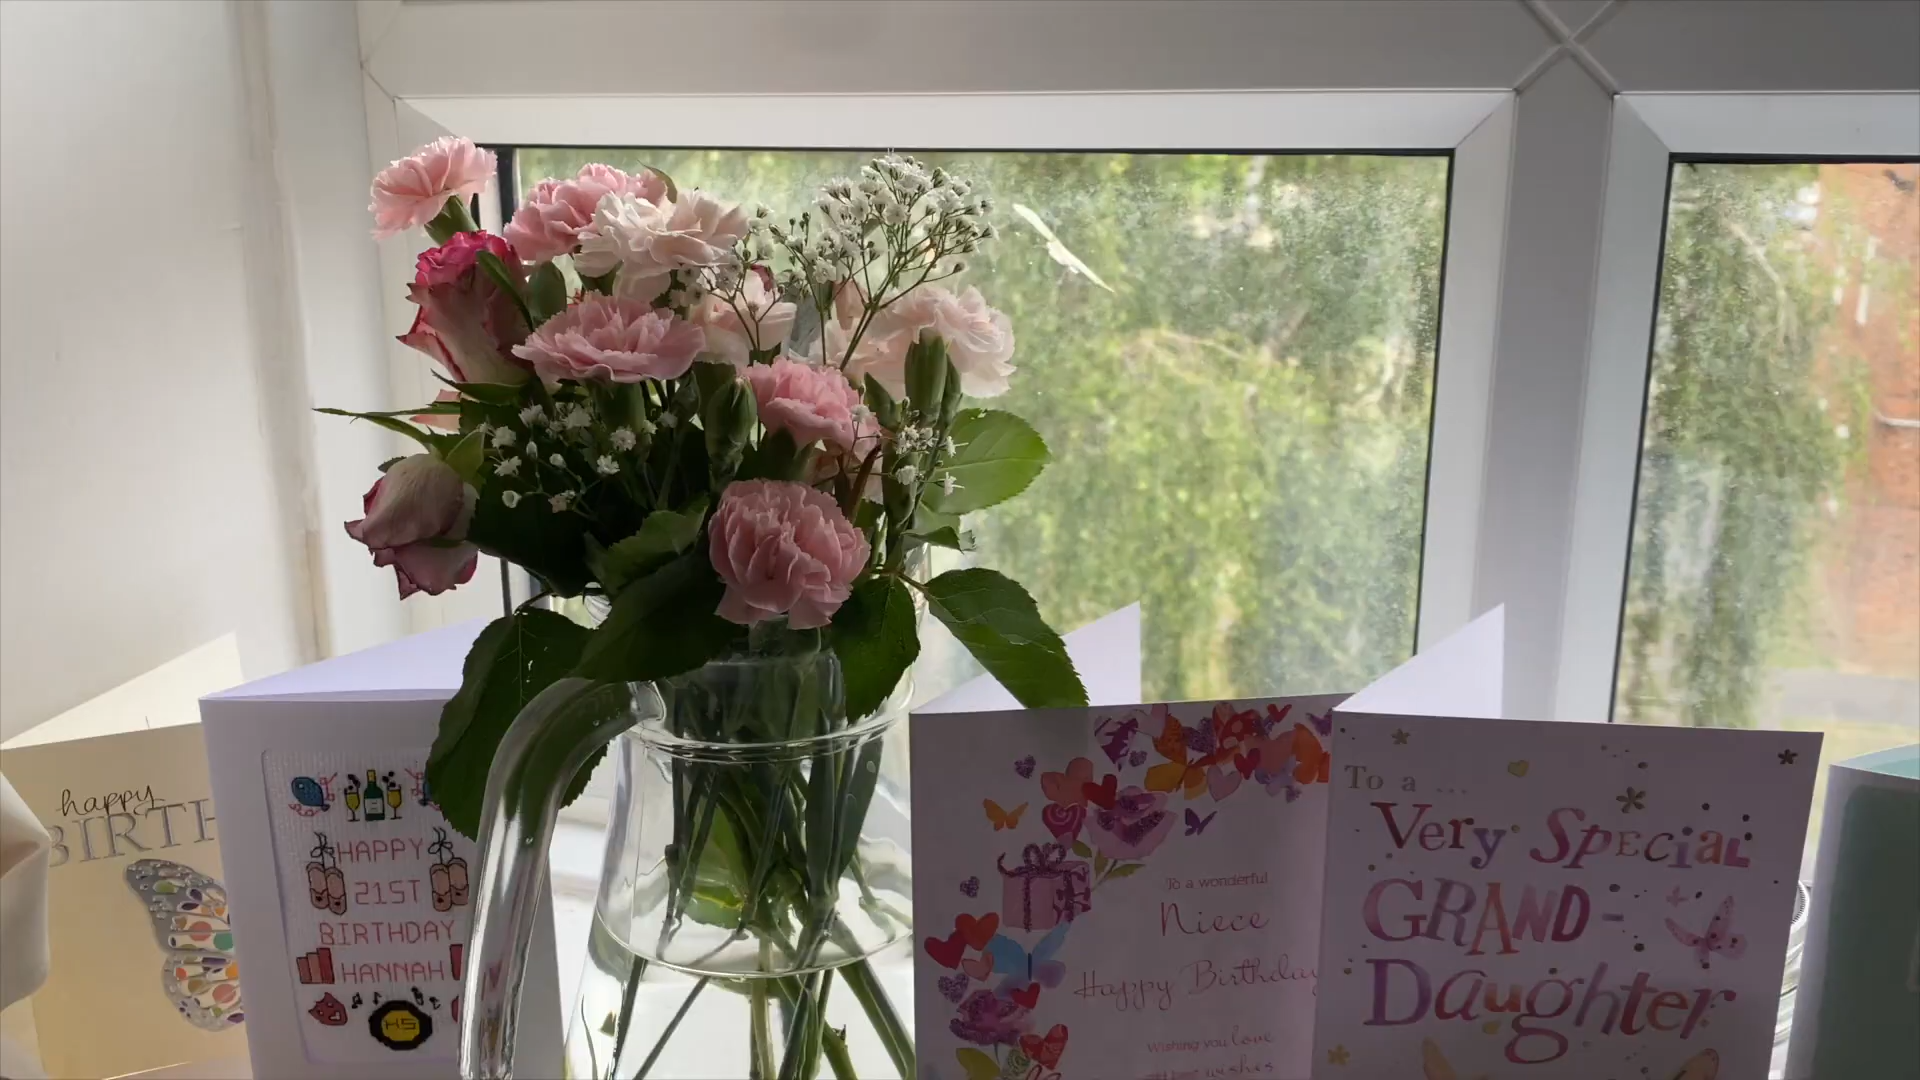 happy
BIRTH
HAPPY
21ST
BIRTHDAY
HANNAH
HS
To a wonderful
Niece
Happy Birthday
Wishing you love
wishes
To a ...
Very Special
GRAND-
Daughter